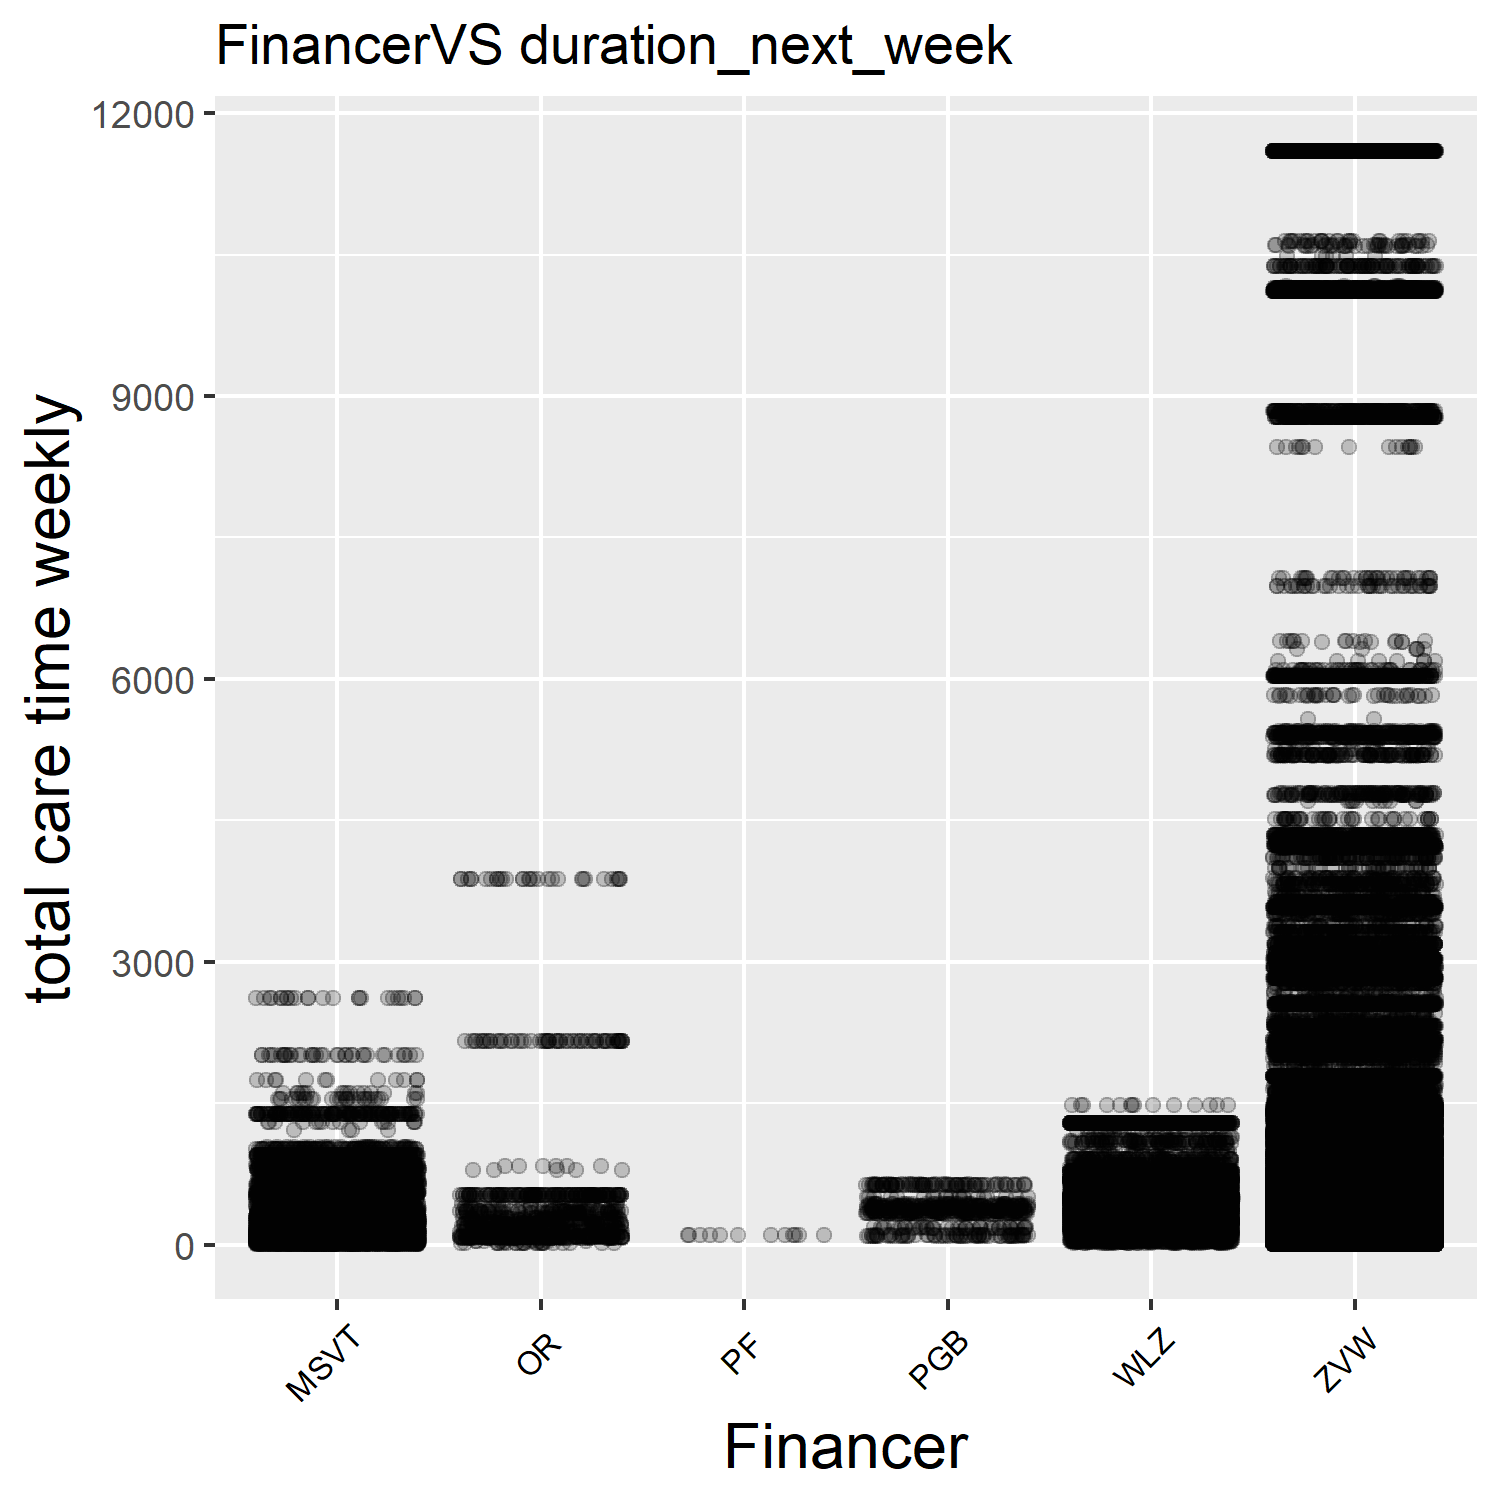 FinancerVS duration_next_week
total care time weekly
12000
9000
6000
3000
0
MSVT
OR
PF
PGB
WLZ
ZVW
Financer